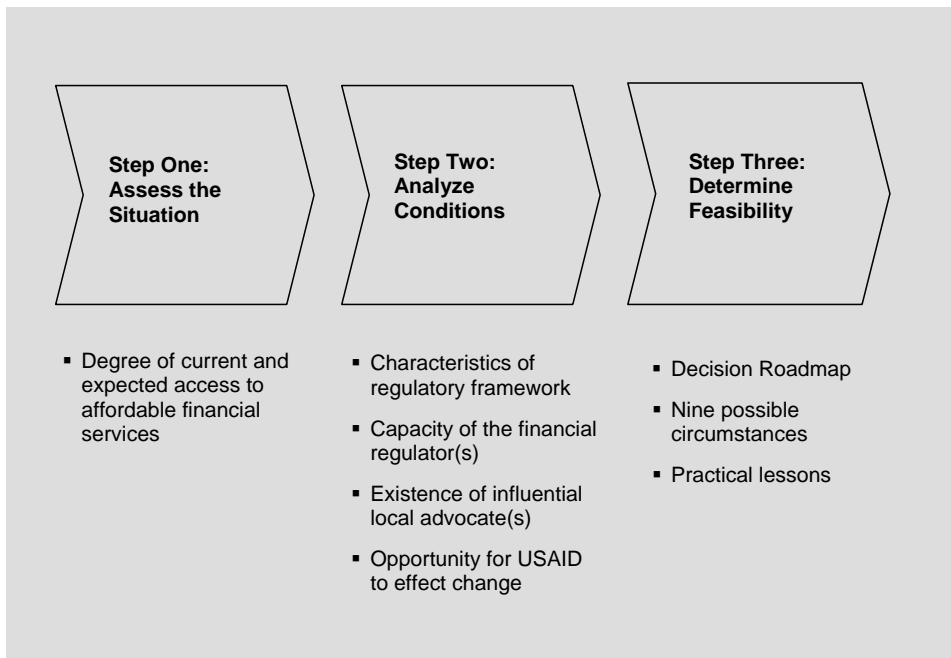 Step One:
Assess the
Situation
Step Two:
Analyze
Conditions
Step Three:
Determine
Feasibility
▪ Degree of current and
expected access to
affordable financial
services
▪ Characteristics of
regulatory framework
▪ Capacity of the financial
regulator(s)
▪ Existence of influential
local advocate(s)
▪ Opportunity for USAID
to effect change
▪ Decision Roadmap
▪ Nine possible
circumstances
▪ Practical lessons